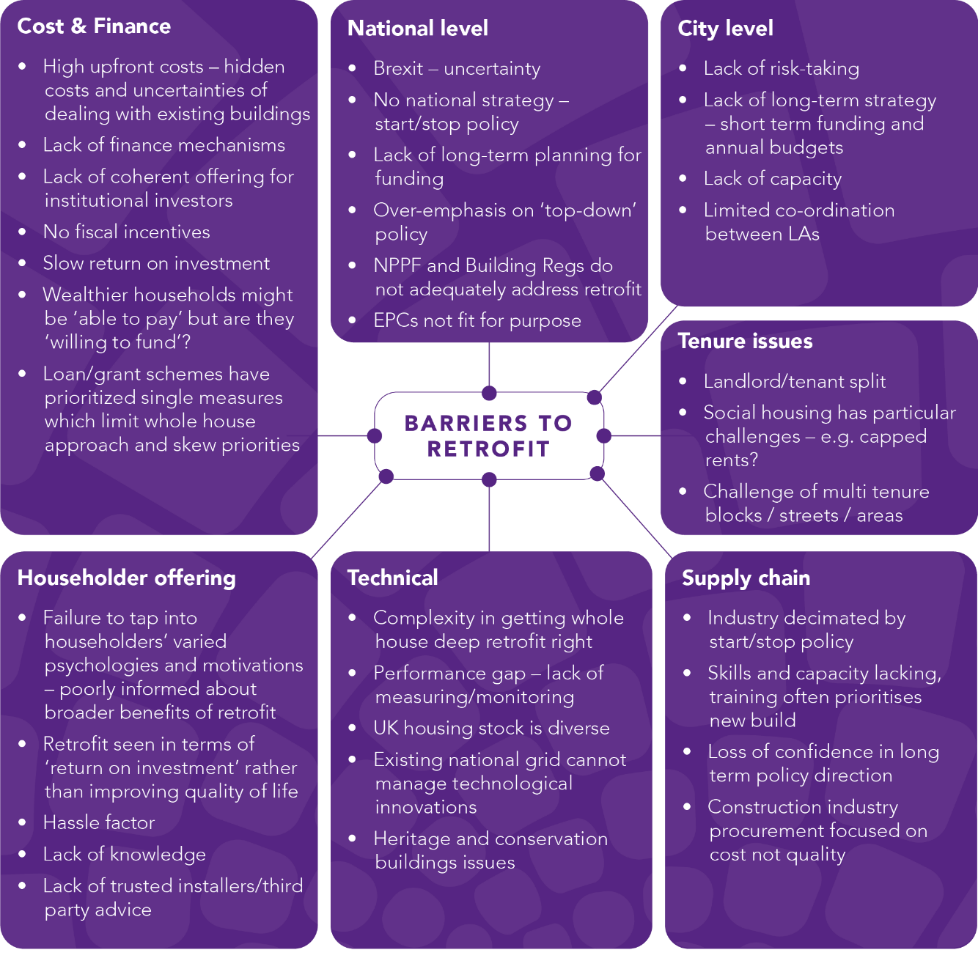 Cost & Finance
• High upfront costs – hidden
costs and uncertainties of
dealing with existing buildings
• Lack of finance mechanisms
• Lack of coherent offering for
institutional investors
• No fiscal incentives
• Slow return on investment
• Wealthier households might
be ‘able to pay’ but are they
‘willing to fund’?
• Loan/grant schemes have
prioritized single measures
which limit whole house
approach and skew priorities
National level
• Brexit – uncertainty
• No national strategy –
start/stop policy
• Lack of long-term planning for
funding
• Over-emphasis on ‘top-down’
policy
• NPPF and Building Regs do
not adequately address retrofit
• EPCs not fit for purpose
City level
• Lack of risk-taking
• Lack of long-term strategy
– short term funding and
annual budgets
• Lack of capacity
• Limited co-ordination
between LAs
Tenure issues
• Landlord/tenant split
• Social housing has particular
challenges – e.g. capped
rents?
• Challenge of multi tenure
blocks / streets / areas
BARRIERS TO
RETROFIT
Householder offering
• Failure to tap into
householders’ varied
psychologies and motivations
– poorly informed about
broader benefits of retrofit
• Retrofit seen in terms of
‘return on investment’ rather
than improving quality of life
• Hassle factor
• Lack of knowledge
• Lack of trusted installers/third
party advice
Technical
• Complexity in getting whole
house deep retrofit right
• Performance gap – lack of
measuring/monitoring
• UK housing stock is diverse
• Existing national grid cannot
manage technological
innovations
• Heritage and conservation
buildings issues
Supply chain
• Industry decimated by
start/stop policy
• Skills and capacity lacking,
training often prioritises
new build
• Loss of confidence in long
term policy direction
• Construction industry
procurement focused on
cost not quality